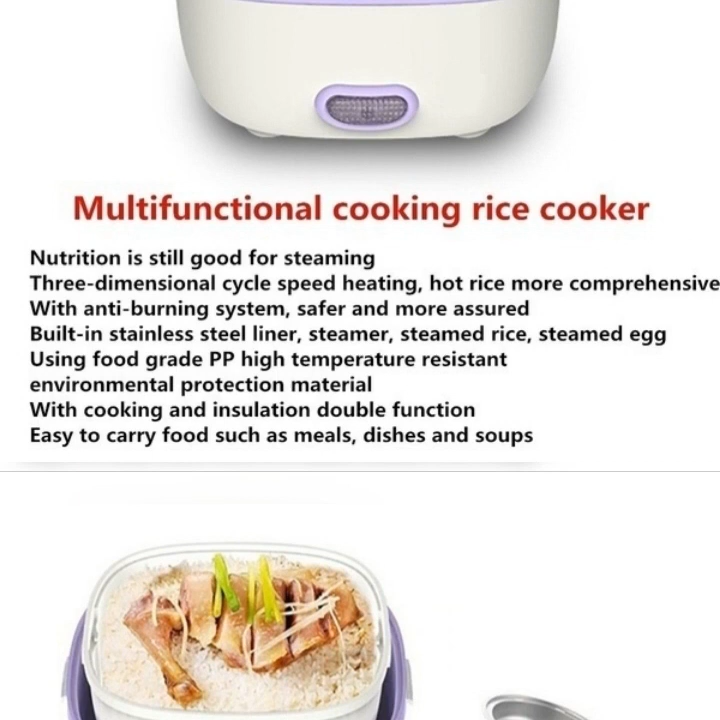 Multifunctional cooking rice cooker
Nutrition is still good for steaming
Three-dimensional cycle speed heating, hot rice more comprehensive
With anti-burning system, safer and more assured
Built-in stainless steel liner, steamer, steamed rice, steamed egg
Using food grade PP high temperature resistant
environmental protection material
With cooking and insulation double function
Easy to carry food such as meals, dishes and soups